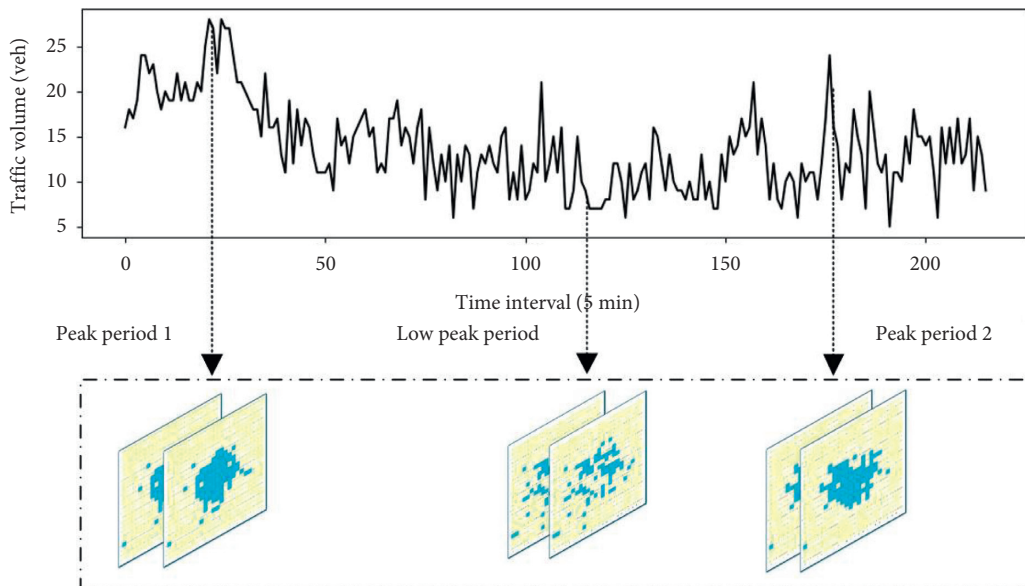 25
20
15
10
5
Traffic volume (veh)
0 50 100 150 200
Time interval (5 min)
Peak period 1 Low peak period Peak period 2